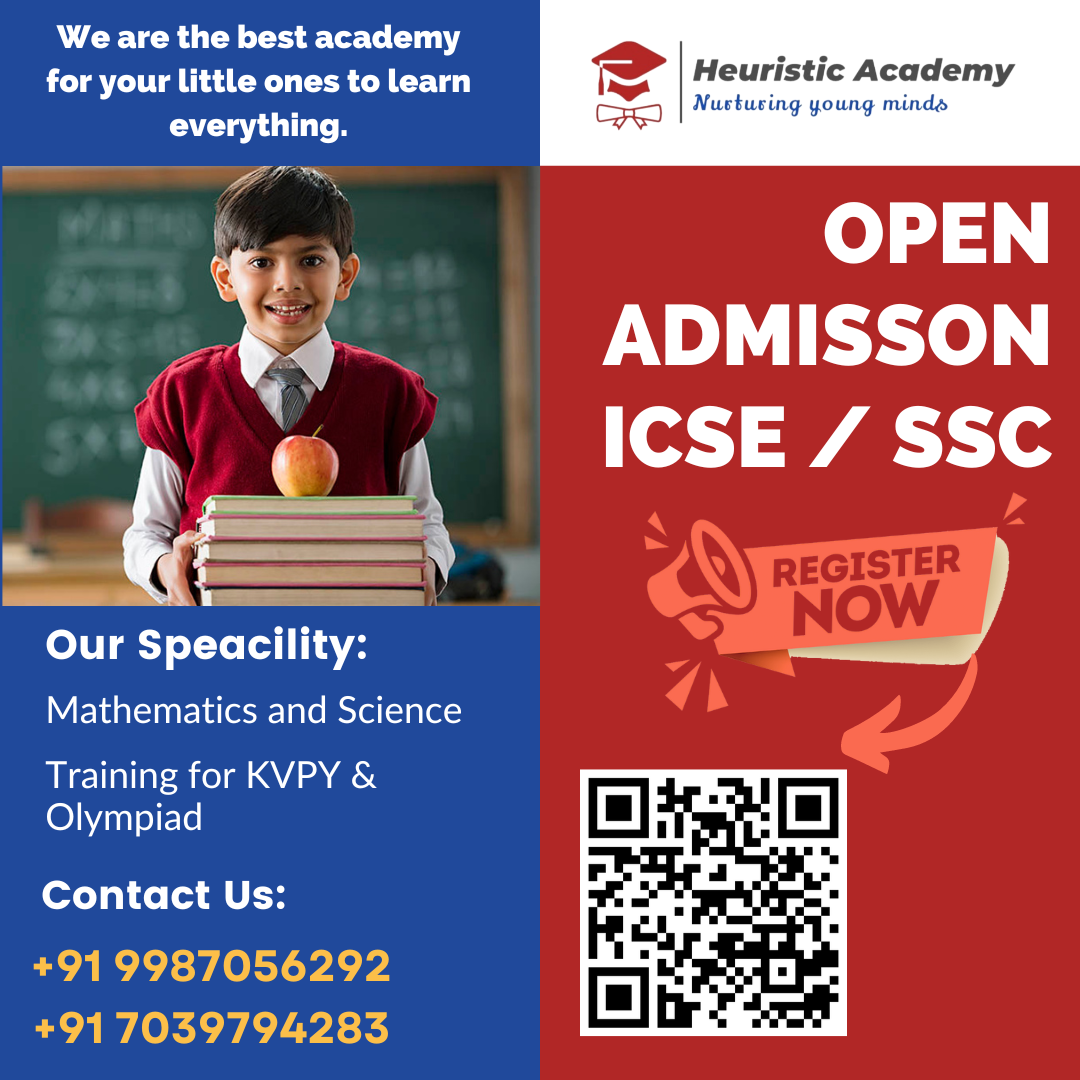 We are the best academy
for your little ones to learn
everything.
Heuristic Academy
Nurturing young minds
MATHS
OPEN
ADMISSON
ICSE / SSC
REGISTER
NOW
Our Speacility:
Mathematics and Science
Training for KVPY &
Olympiad
Contact Us:
+91 9987056292
+91 7039794283